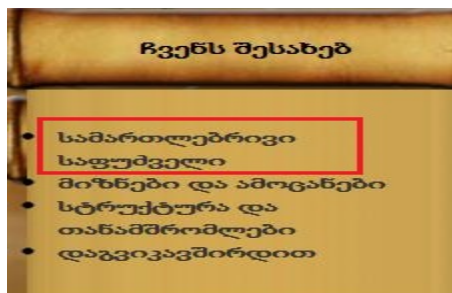 ჩვენს შესახებ
სამართლებრივი
საფუძველი
მიზნები და ამოცანები
სტრუქტურა და
თანამშრომლები
დაგვიკავშირდით